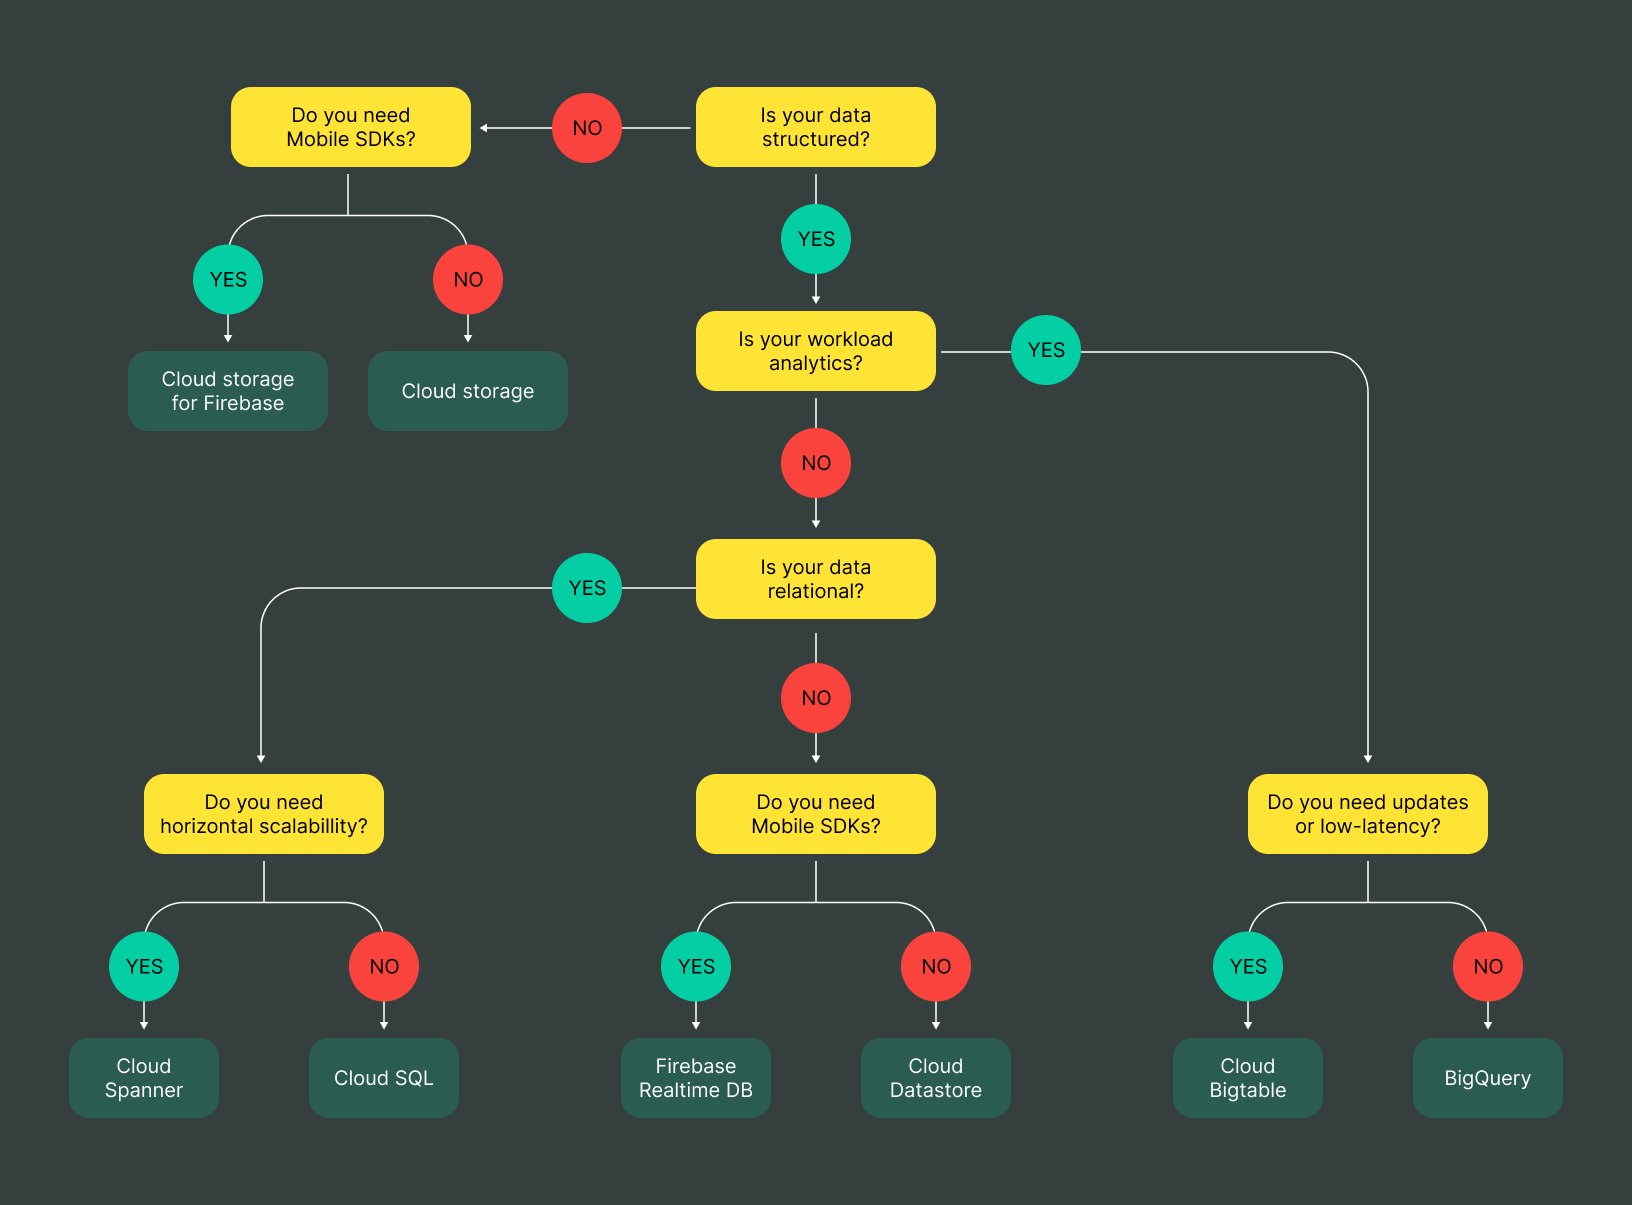 Do you need
Mobile SDKs?
NO
Is your data
structured?
YES
NO
YES
Cloud storage
for Firebase
Cloud storage
Is your workload
analytics?
YES
NO
YES
Is your data
relational?
NO
Do you need
horizontal scalabillity?
Do you need
Mobile SDKs?
Do you need updates
or low-latency?
YES
NO
YES
NO
YES
NO
Cloud
Spanner
Cloud SQL
Firebase
Realtime DB
Cloud
Datastore
Cloud
Bigtable
BigQuery